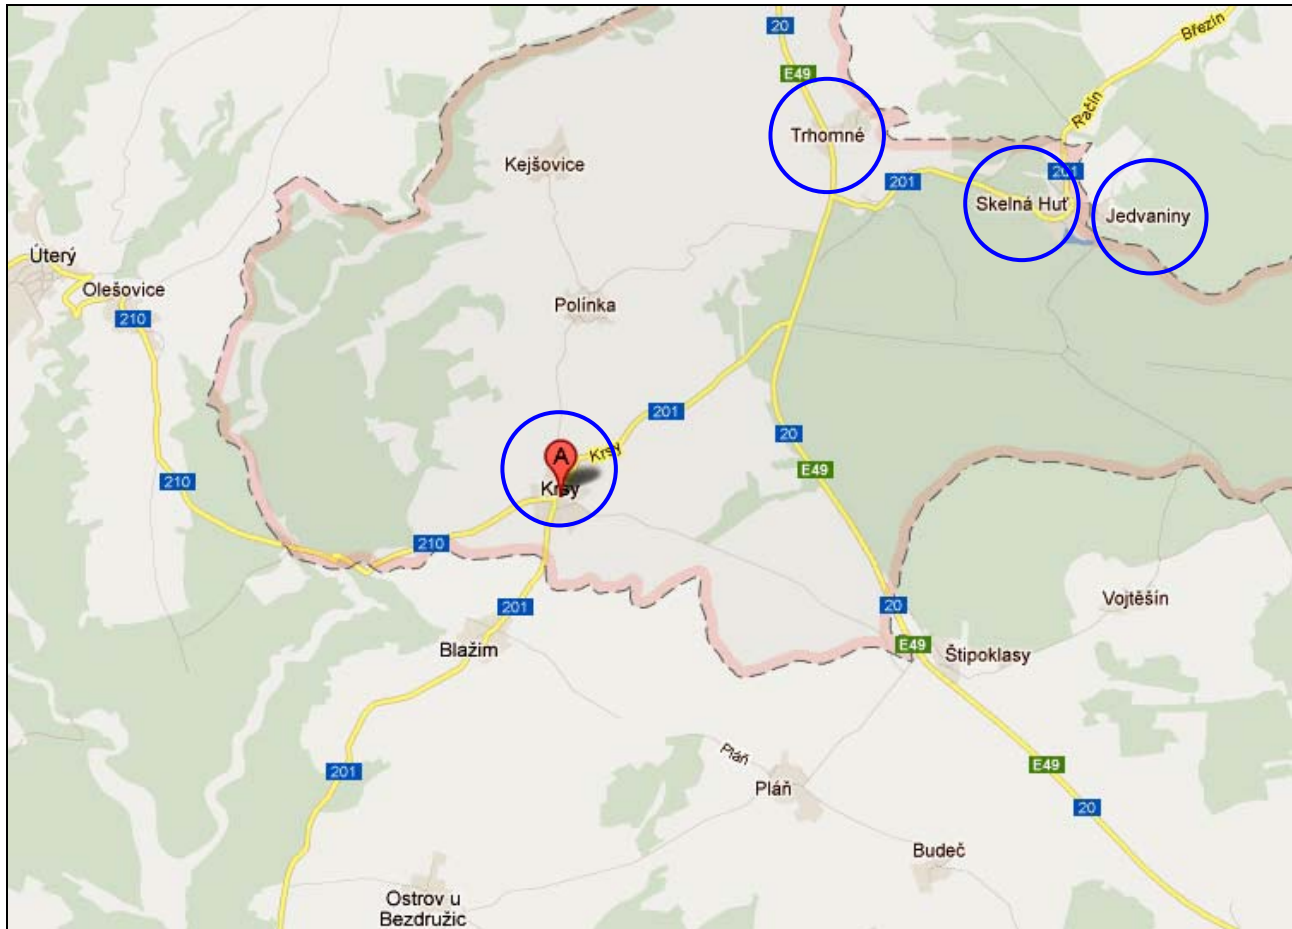 20
Březín
E49
Račín
Trhomné
Kejšovice
201
201
Skelná Huť
Jedvaniny
Úterý
Olešovice
210
Polínka
201
20
Krsy
A
E49
210
Krsy
210
201
20
Vojtěšín
Blažim
E49
Štipoklasy
Pláň
201
Pláň
E49
20
Budeč
Ostrov u
Bezdružic